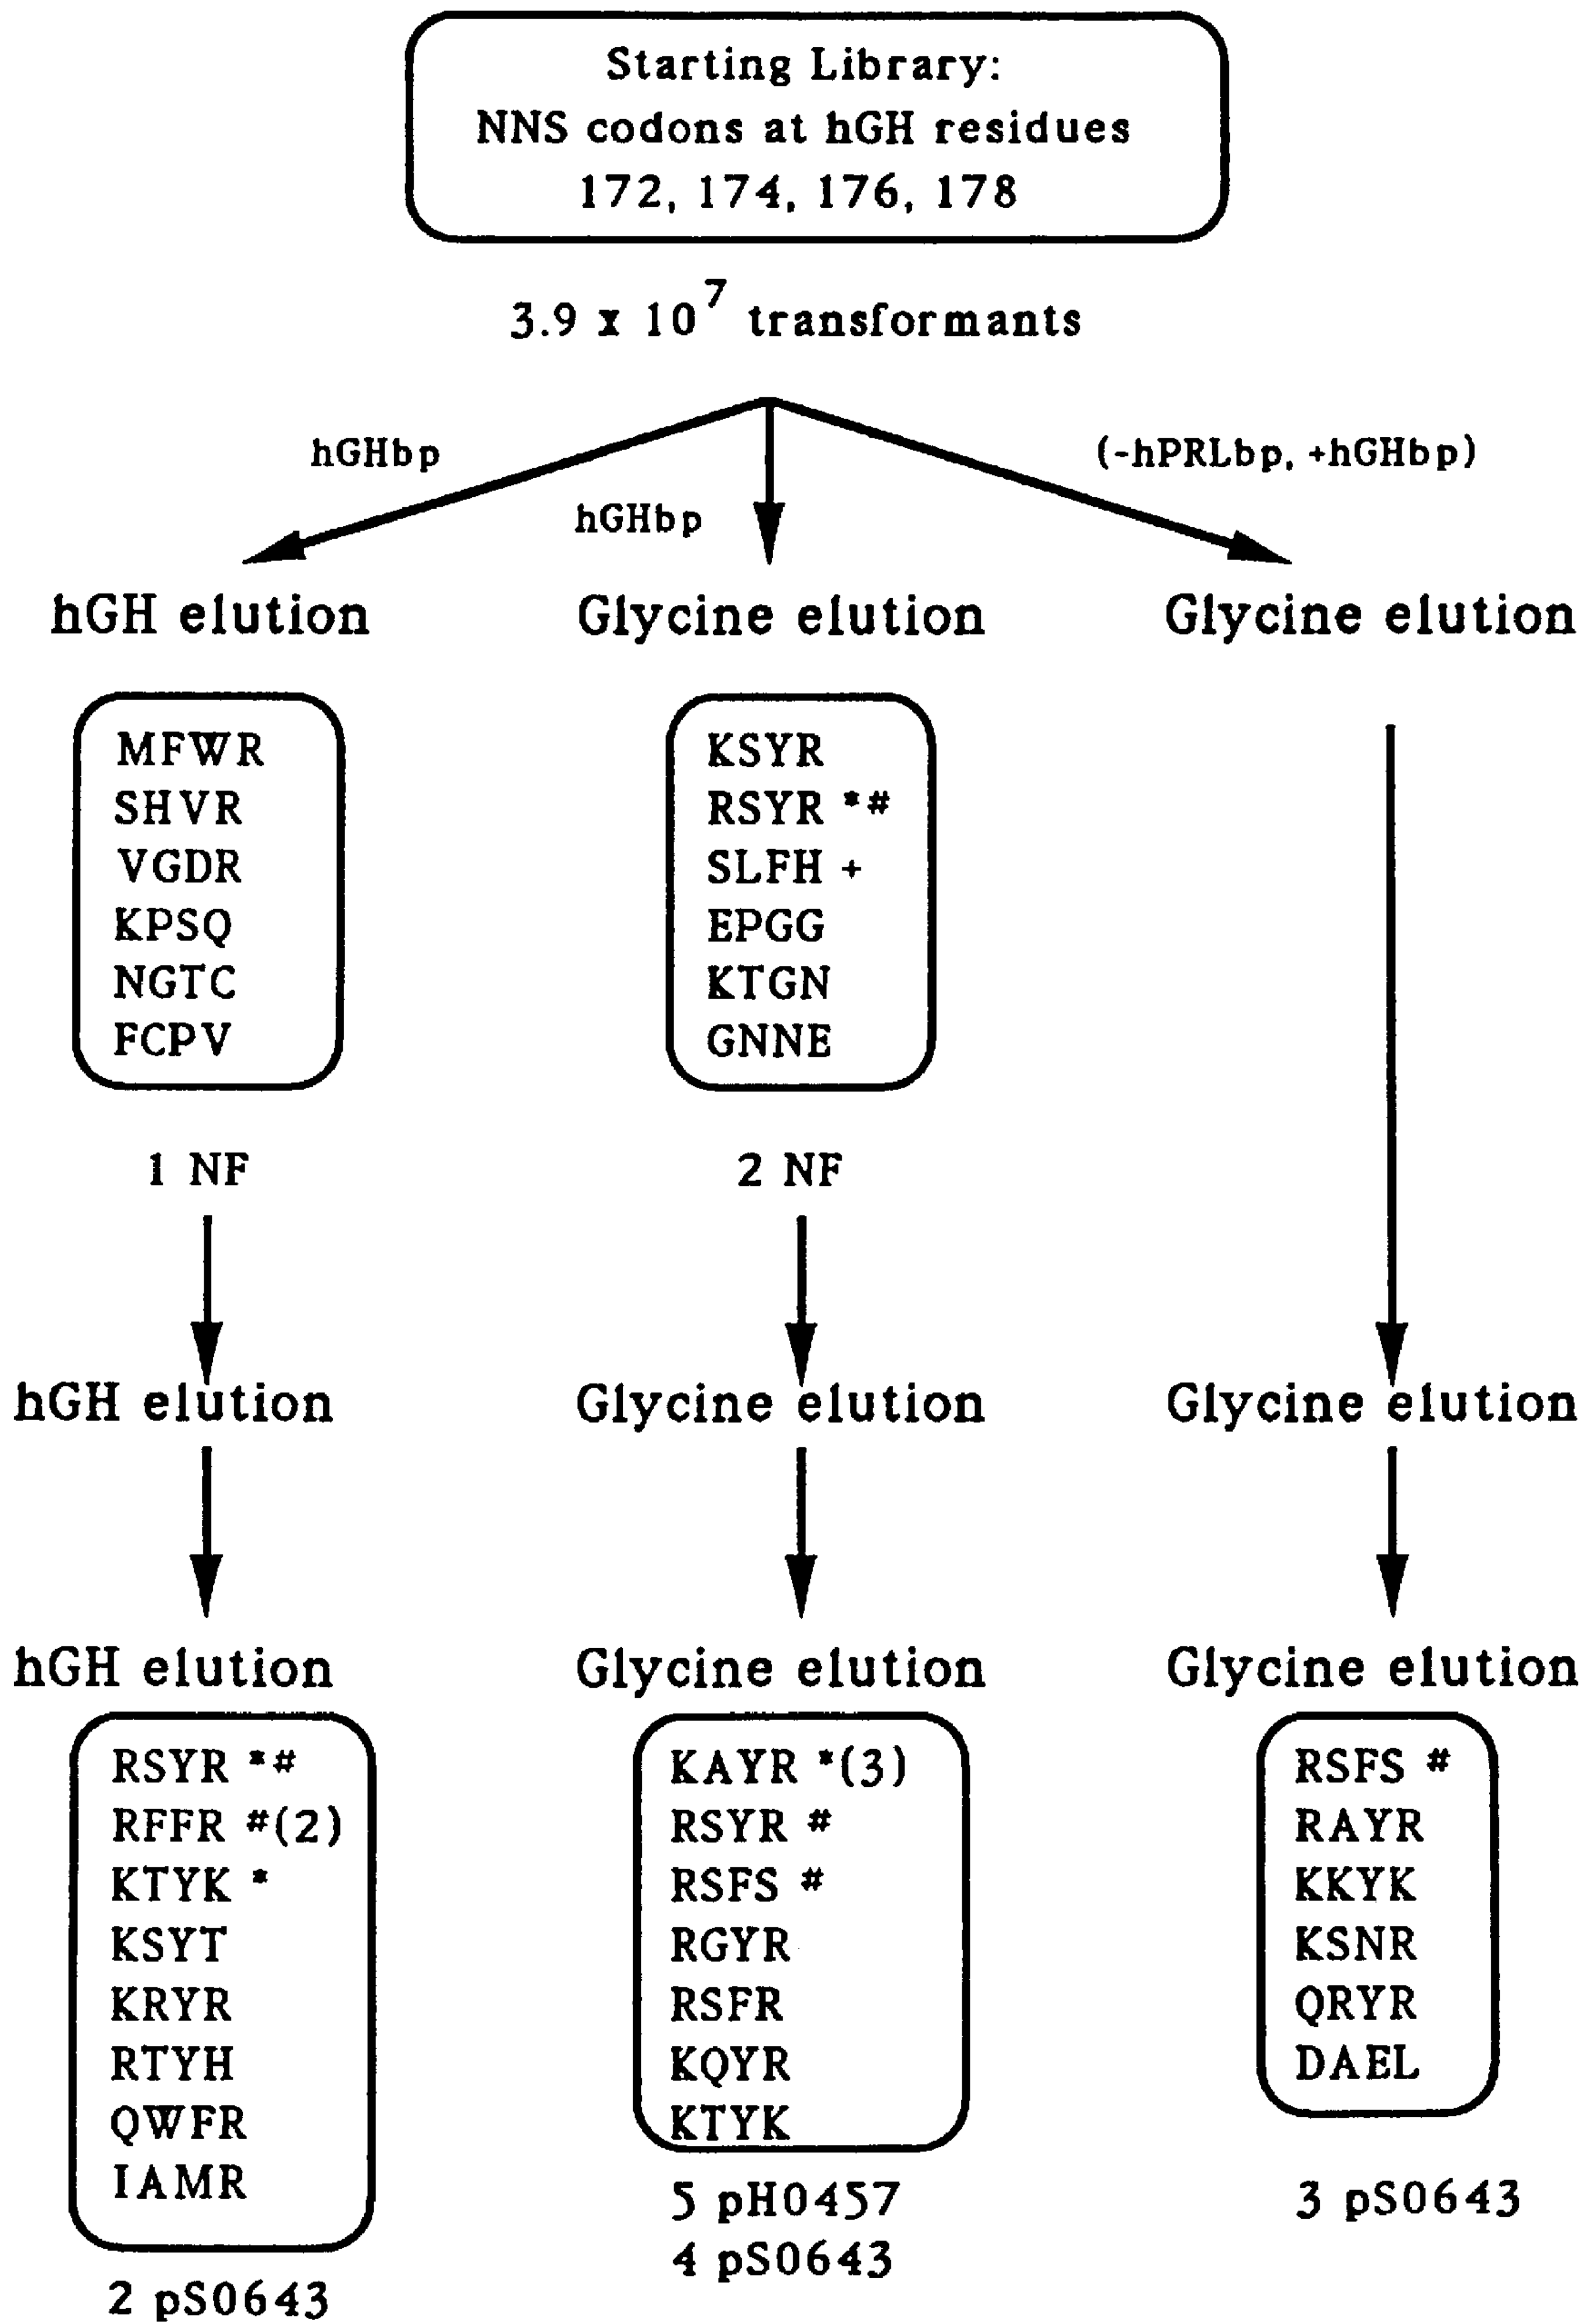 Starting Library:
NNS codons at hGH residues
172, 174, 176, 178
3.9 x 10^7 transformants
hGHbp
hGHbp
(-hPRLbp, +hGHbp)
hGH elution
Glycine elution
Glycine elution
MFWR
SHVR
VGDR
KPSQ
NGTC
FCPV
1 NF
KSYR
RSYR *#
SLFH +
EPGG
KTGN
GNNE
2 NF
hGH elution
Glycine elution
Glycine elution
hGH elution
Glycine elution
Glycine elution
RSYR *#
RFFR #(2)
KTYK *
KSYT
KRYR
RTYH
QWFR
IAMR
2 pS0643
KAYR *(3)
RSYR #
RSFS #
RGYR
RSFR
KQYR
KTYK
5 pH0457
4 pS0643
RSFS #
RAYR
KKYK
KSNR
QRYR
DAEL
3 pS0643